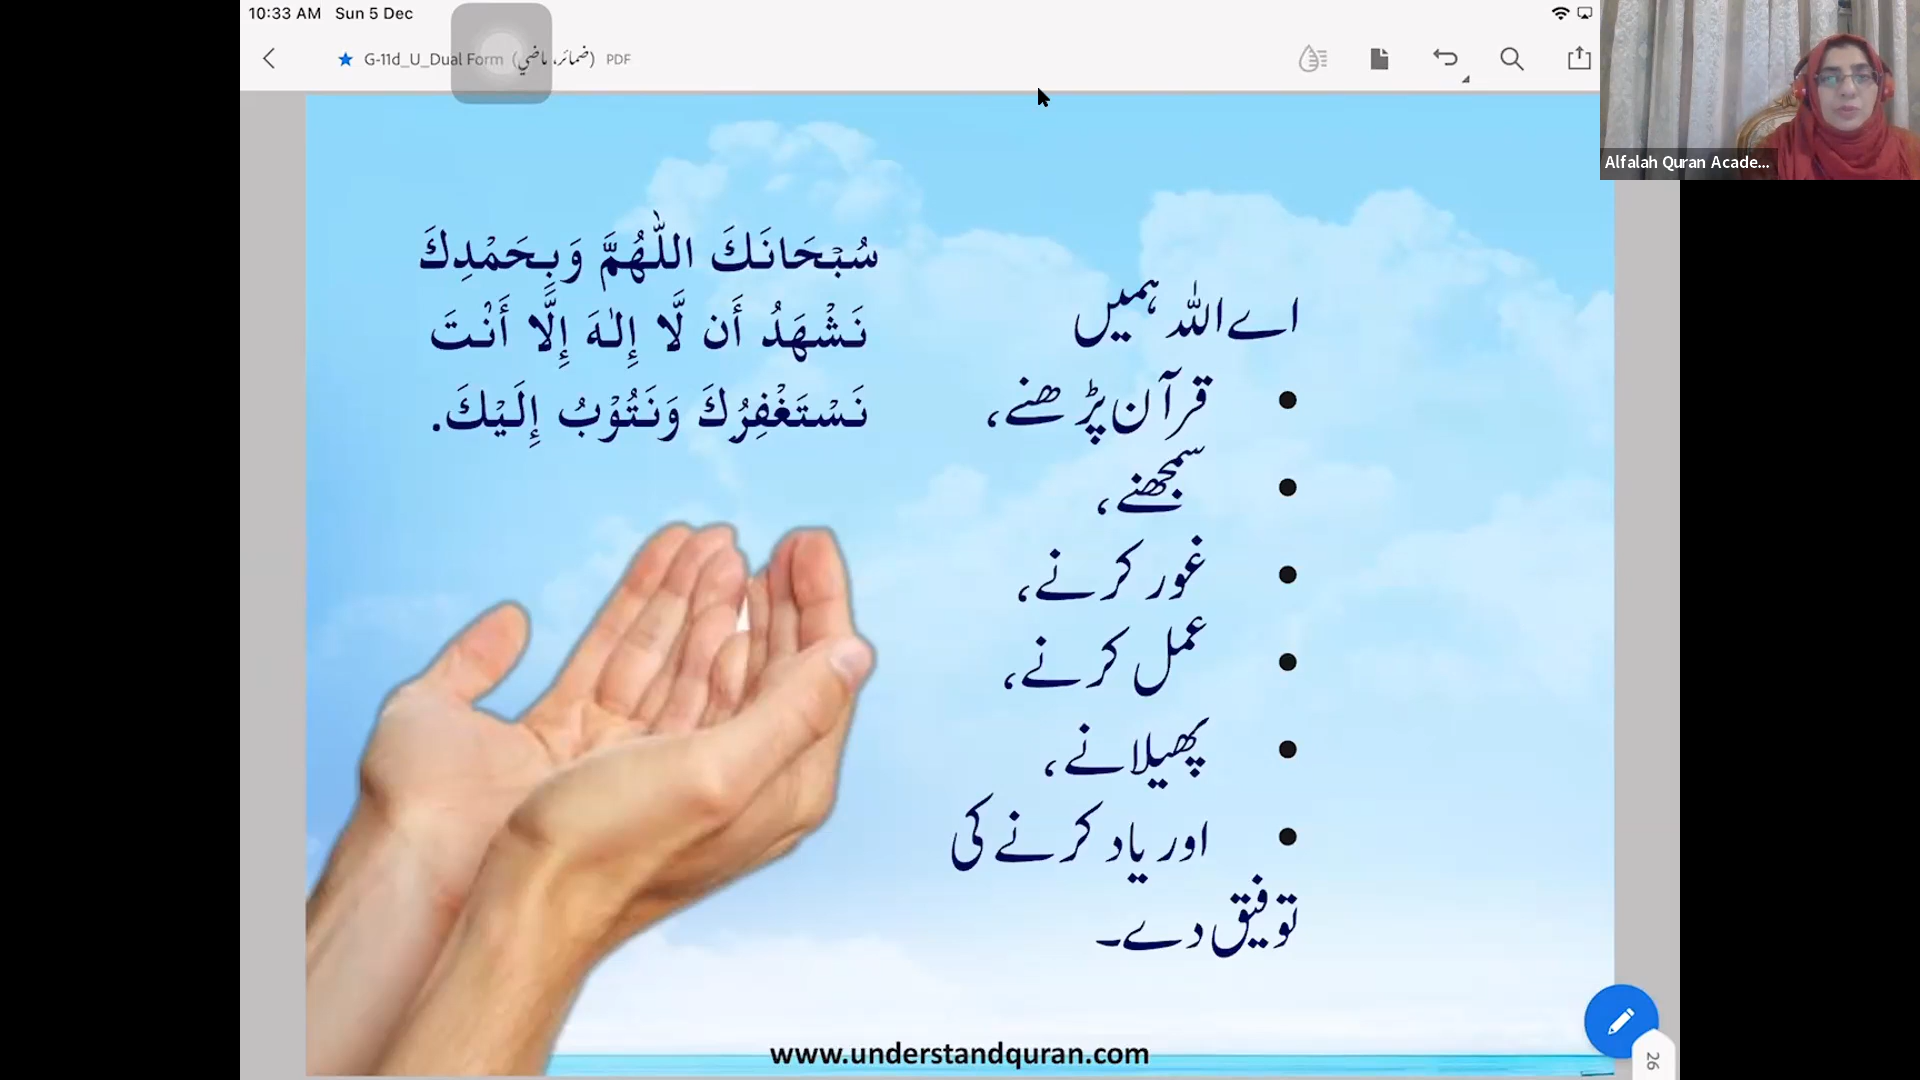 10:33 AM Sun 5 Dec
G-11d_U_Dual Form (ضمائر، ماضي) PDF
Alfalah Quran Acade...
سُبْحَانَكَ اللّٰهُمَّ وَبِحَمْدِكَ
نَشْهَدُ أَن لَّا إِلٰهَ إِلَّا أَنْتَ
نَسْتَغْفِرُكَ وَنَتُوْبُ إِلَيْكَ.
اے اللہ ہمیں
• قرآن پڑھنے،
• سمجھنے،
• غور کرنے،
• عمل کرنے،
• پھیلانے،
• اور یاد کرنے کی
توفیق دے۔
www.understandquran.com
26